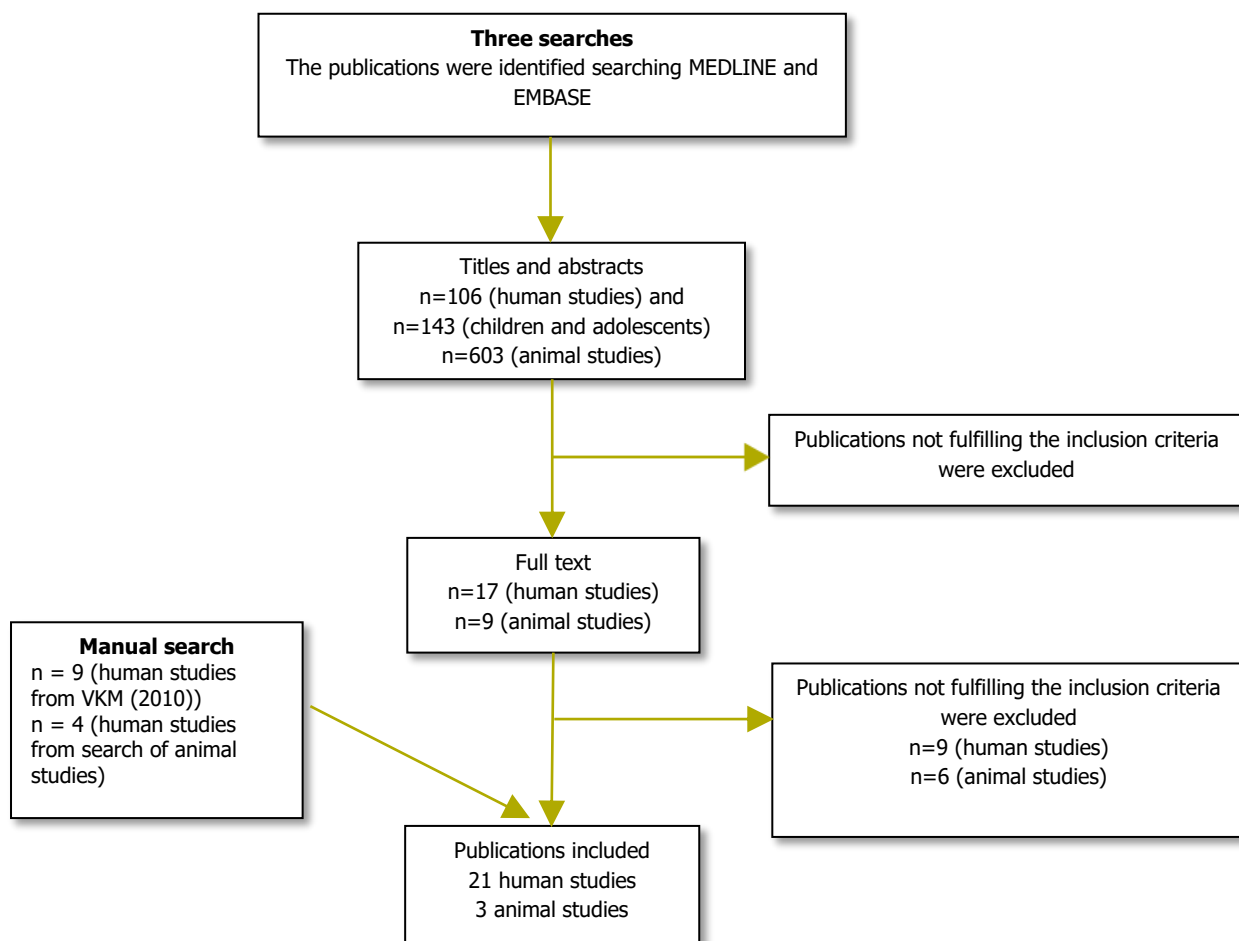 Three searches
The publications were identified searching MEDLINE and
EMBASE
Titles and abstracts
n=106 (human studies) and
n=143 (children and adolescents)
n=603 (animal studies)
Publications not fulfilling the inclusion criteria
were excluded
Full text
n=17 (human studies)
n=9 (animal studies)
Manual search
n = 9 (human studies
from VKM (2010))
n = 4 (human studies
from search of animal
studies)
Publications not fulfilling the inclusion criteria
were excluded
n=9 (human studies)
n=6 (animal studies)
Publications included
21 human studies
3 animal studies